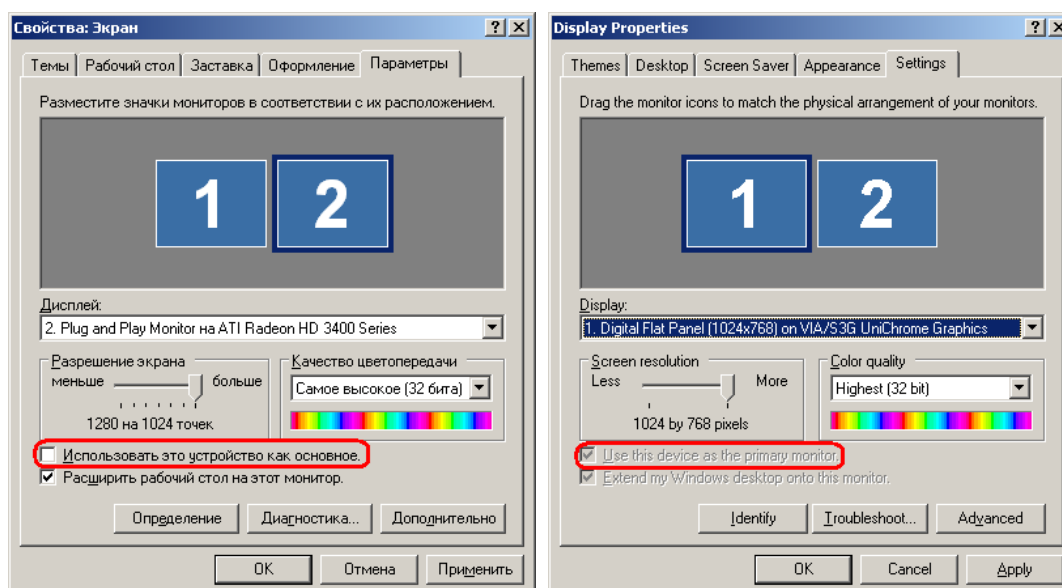 Свойства: Экран
Темы
Рабочий стол
Заставка
Оформление
Параметры
Разместите значки мониторов в соответствии с их расположением.
1
2
Дисплей:
2. Plug and Play Monitor на ATI Radeon HD 3400 Series
Разрешение экрана
меньше
больше
1280 на 1024 точек
Качество цветопередачи
Самое высокое (32 бита)
Использовать это устройство как основное.
Расширить рабочий стол на этот монитор.
Определение
Диагностика...
Дополнительно
OK
Отмена
Применить
Display Properties
Themes
Desktop
Screen Saver
Appearance
Settings
Drag the monitor icons to match the physical arrangement of your monitors.
1
2
Display:
1. Digital Flat Panel (1024x768) on VIA/S3G UniChrome Graphics
Screen resolution
Less
More
1024 by 768 pixels
Color quality
Highest (32 bit)
Use this device as the primary monitor.
Extend my Windows desktop onto this monitor.
Identify
Troubleshoot...
Advanced
OK
Cancel
Apply